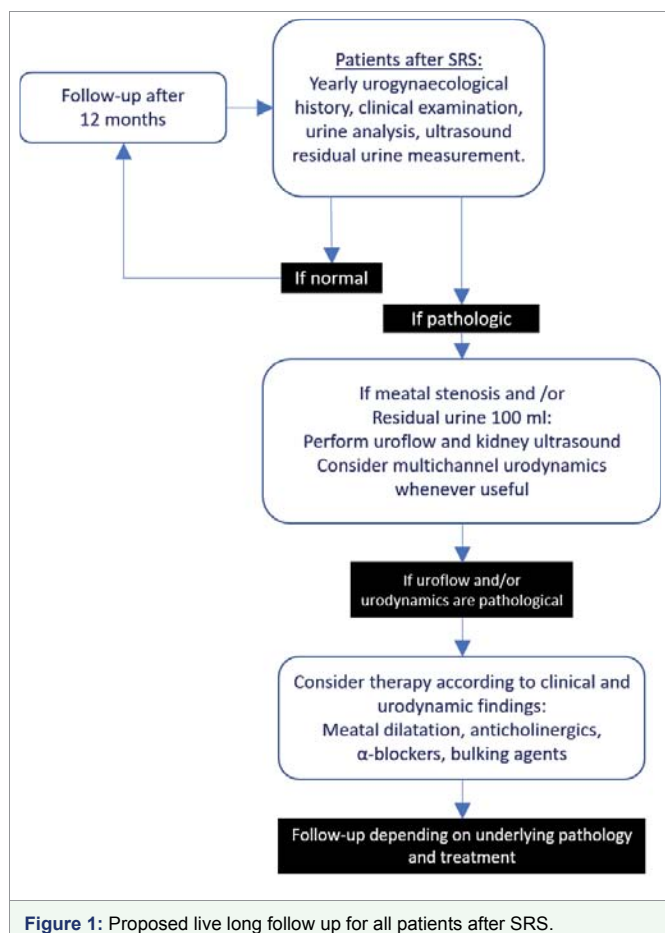 Patients after SRS:
Yearly urogynaecological
history, clinical examination,
urine analysis, ultrasound
residual urine measurement.
Follow-up after
12 months
If normal
If pathologic
If meatal stenosis and /or
Residual urine 100 ml:
Perform uroflow and kidney ultrasound
Consider multichannel urodynamics
whenever useful
If uroflow and/or
urodynamics are pathological
Consider therapy according to clinical and
urodynamic findings:
Meatal dilatation, anticholinergics,
α-blockers, bulking agents
Follow-up depending on underlying pathology
and treatment
Figure 1: Proposed live long follow up for all patients after SRS.